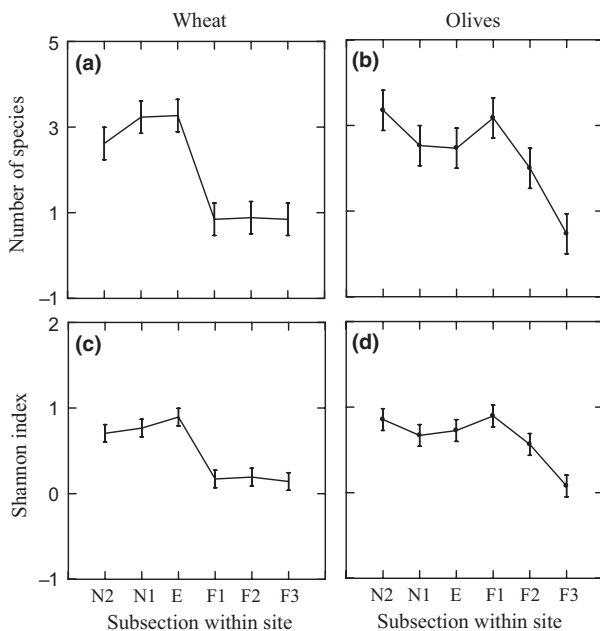 Wheat Olives
5
(a) (b)
3
1
–1
Number of species
2
(c) (d)
1
0
–1
Shannon index
N2 N1 E F1 F2 F3 N2 N1 E F1 F2 F3
Subsection within site Subsection within site